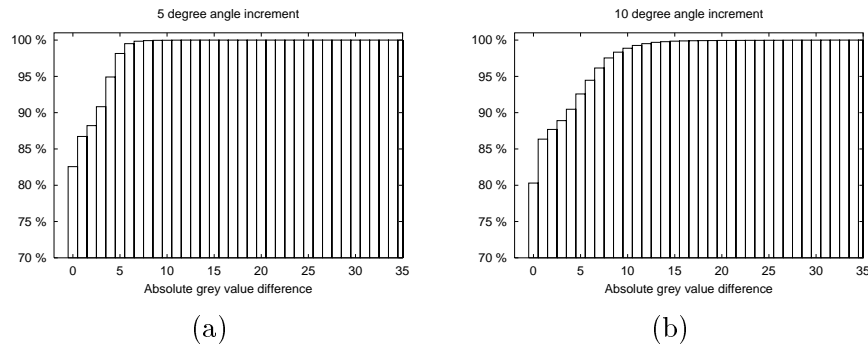 5 degree angle increment
100 %
95 %
90 %
85 %
80 %
75 %
70 %
0 5 10 15 20 25 30 35
Absolute grey value difference
(a)
10 degree angle increment
100 %
95 %
90 %
85 %
80 %
75 %
70 %
0 5 10 15 20 25 30 35
Absolute grey value difference
(b)